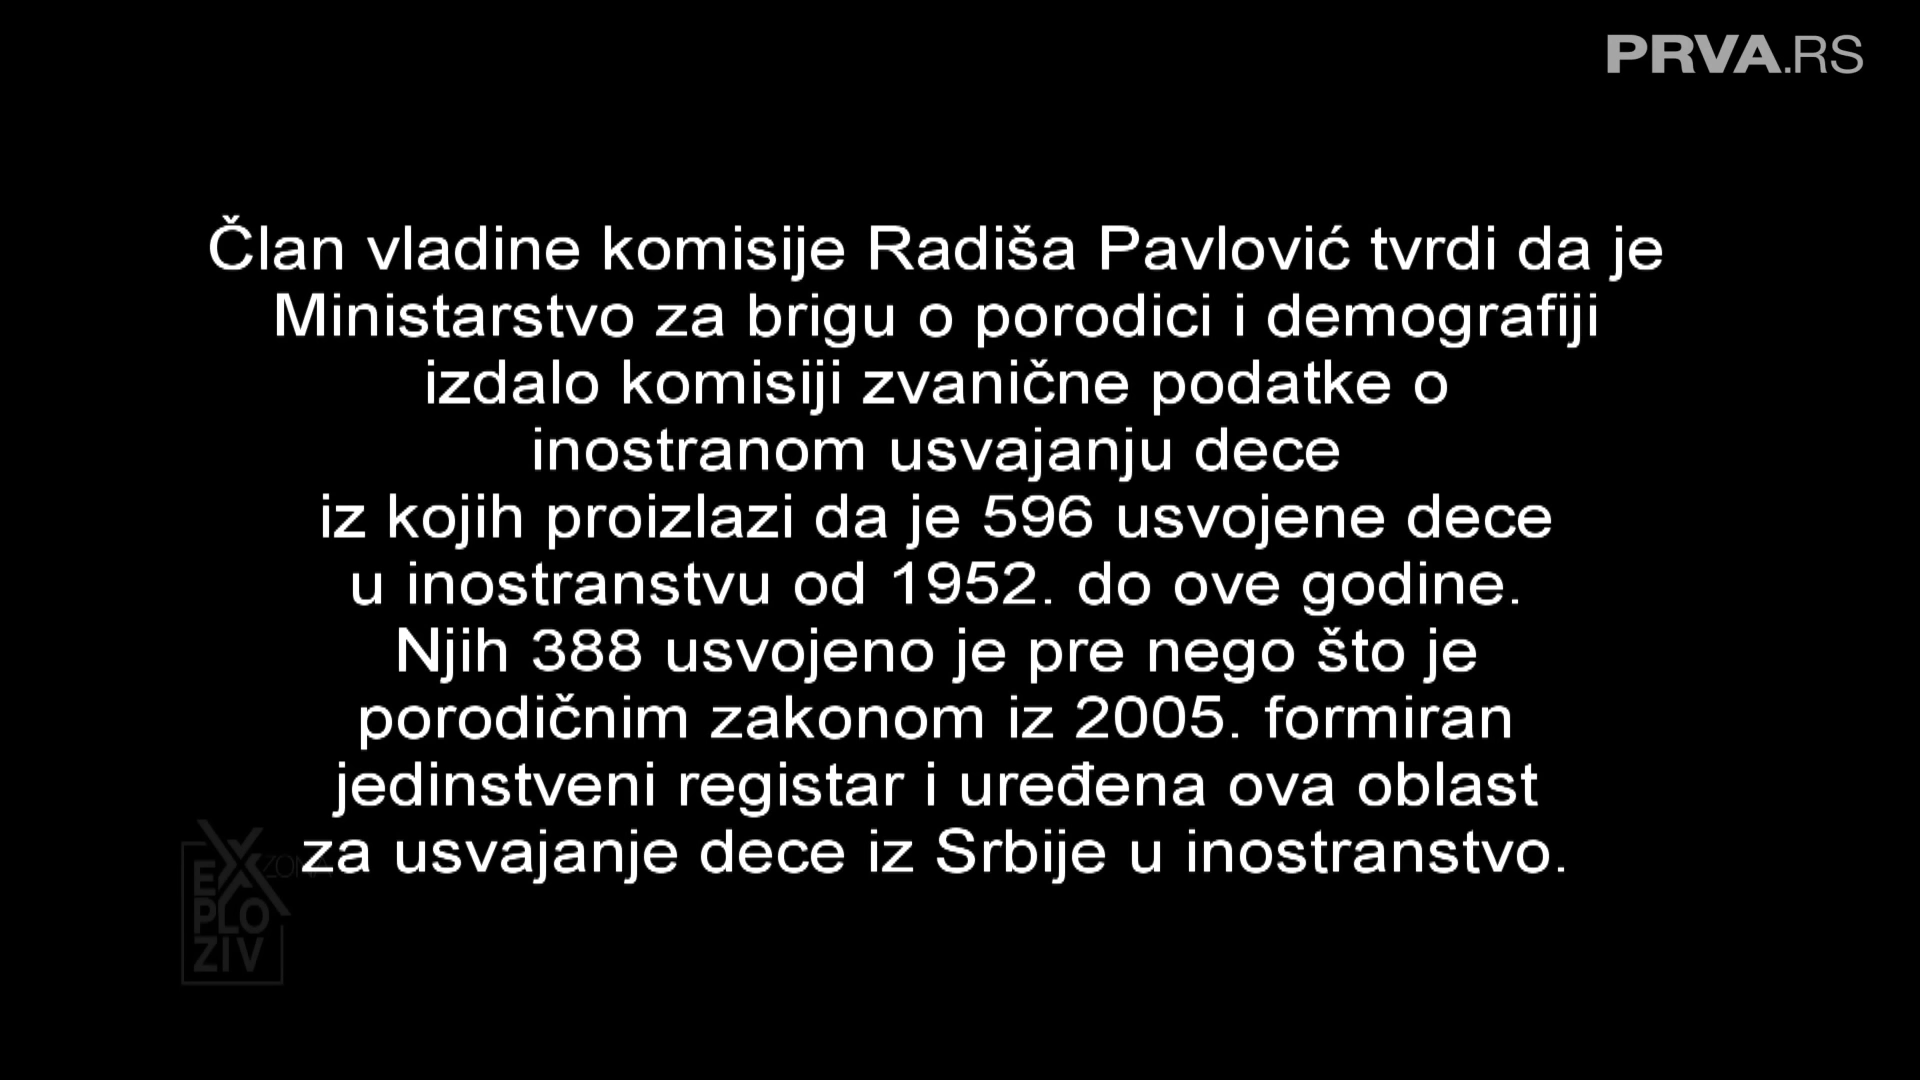 PRVA.RS
Član vladine komisije Radiša Pavlović tvrdi da je
Ministarstvo za brigu o porodici i demografiji
izdalo komisiji zvanične podatke o
inostranom usvajanju dece
iz kojih proizlazi da je 596 usvojene dece
u inostranstvu od 1952. do ove godine.
Njih 388 usvojeno je pre nego što je
porodičnim zakonom iz 2005. formiran
jedinstveni registar i uređena ova oblast
za usvajanje dece iz Srbije u inostranstvo.
EX
PLO
ZIV